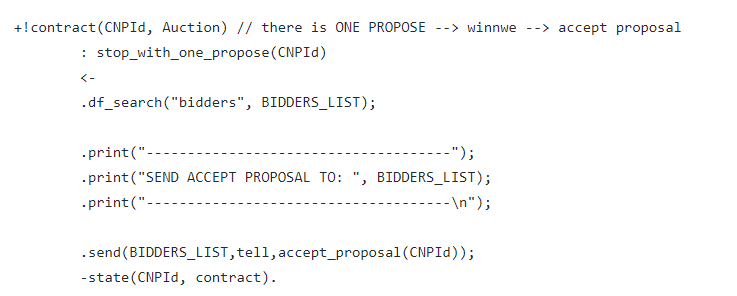 +!contract(CNPId, Auction) // there is ONE PROPOSE --> winnwe --> accept proposal
: stop_with_one_propose(CNPId)
<-
.df_search("bidders", BIDDERS_LIST);
.print("--------------------------------------");
.print("SEND ACCEPT PROPOSAL TO: ", BIDDERS_LIST);
.print("--------------------------------------\n");
.send(BIDDERS_LIST,tell,accept_proposal(CNPId));
-state(CNPId, contract).